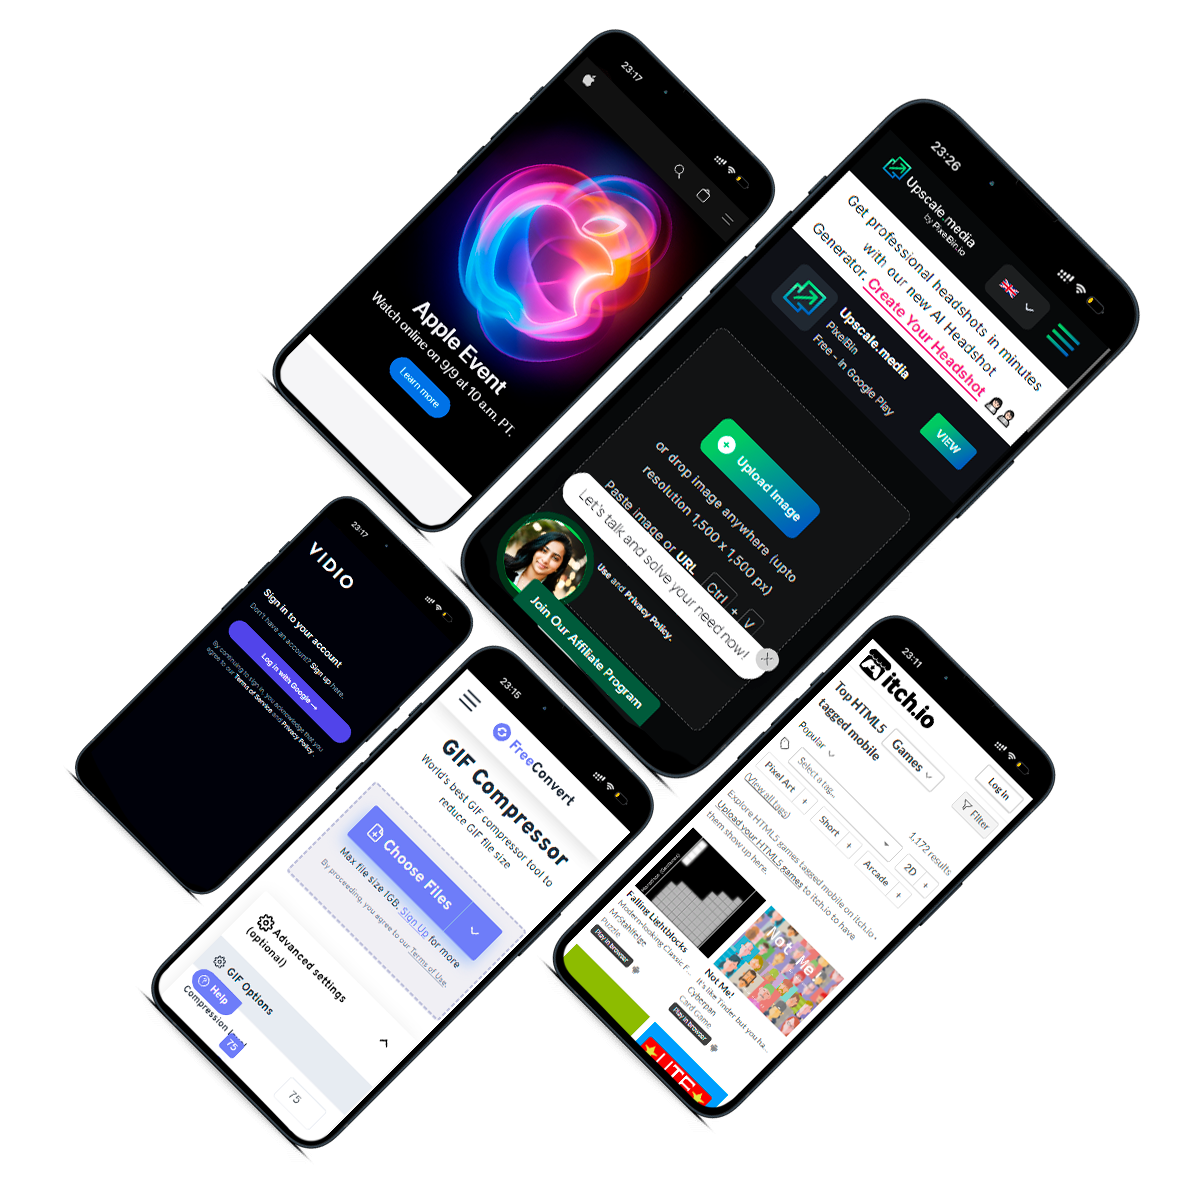 23:17
Apple Event
Watch online on 9/9 at 10 a.m. PT.
Learn more
23:26
Upscale.media
by PixelBin.io
Get professional headshots in minutes
with our new AI Headshot
Generator. Create Your Headshot
Upscale.media
PixelBin
Free - In Google Play
VIEW
Upload Image
or drop image anywhere (upto
resolution 1,500 x 1,500 px)
Paste image or URL Ctrl + V
Let's talk and solve your need now!
Use and Privacy Policy.
Join Our Affiliate Program
23:17
VIDIO
Sign in to your account
Don't have an account? Sign up here.
Log in with Google →
By continuing to sign in, you acknowledge that you
agree to our Terms of Service and Privacy Policy.
23:15
FreeConvert
GIF Compressor
World's best GIF compressor tool to
reduce GIF file size
Choose Files
Max file size 1GB. Sign Up for more
By proceeding, you agree to our Terms of Use.
Advanced settings
(optional)
GIF Options
Help
Compression level
75
75
23:11
itch.io
Log In
Top HTML5 Games
tagged mobile
Popular
Filter
Select a tag...
1,172 results
Pixel Art + Short + Arcade + 2D +
(View all tags)
Explore HTML5 games tagged mobile on itch.io ·
Upload your HTML5 games to itch.io to have
them show up here.
Falling Lightblocks
Modern-looking Classic F...
MrStahlfelge
Puzzle
Play in browser
Not Me
Not Me!
It's like Tinder but you ha...
Cyberpan
Card Game
Play in browser
LITE